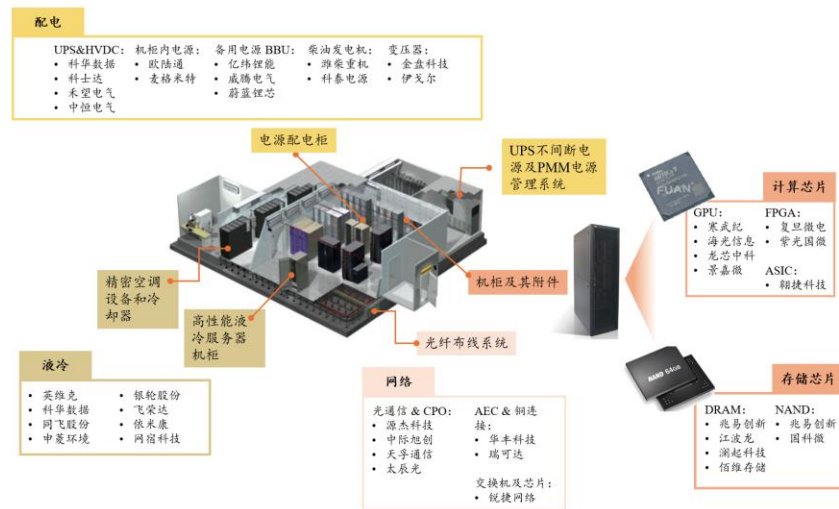 配电
UPS&HVDC： 机柜内电源： 备用电源 BBU： 柴油发电机： 变压器：
• 科华数据 • 欧陆通 • 亿纬锂能 • 潍柴重机 • 金盘科技
• 科士达 • 麦格米特 • 威腾电气 • 科泰电源 • 伊戈尔
• 禾望电气 • 蔚蓝锂芯
• 中恒电气
电源配电柜
UPS不间断电
源及PMM电源
管理系统
精密空调
设备和冷
却器
高性能液
冷服务器
机柜
机柜及其附件
光纤布线系统
FUAN
计算芯片
GPU： FPGA：
• 寒武纪 • 复旦微电
• 海光信息 • 紫光国微
• 龙芯中科
• 景嘉微 ASIC：
• 翱捷科技
液冷
• 英维克 • 银轮股份
• 科华数据 • 飞荣达
• 同飞股份 • 依米康
• 申菱环境 • 网宿科技
网络
光通信 & CPO： AEC & 铜连
• 源杰科技 接：
• 中际旭创 • 华丰科技
• 天孚通信 • 瑞可达
• 太辰光
交换机及芯片：
• 锐捷网络
NAND 64GB
存储芯片
DRAM： NAND：
• 兆易创新 • 兆易创新
• 江波龙 • 国科微
• 澜起科技
• 佰维存储